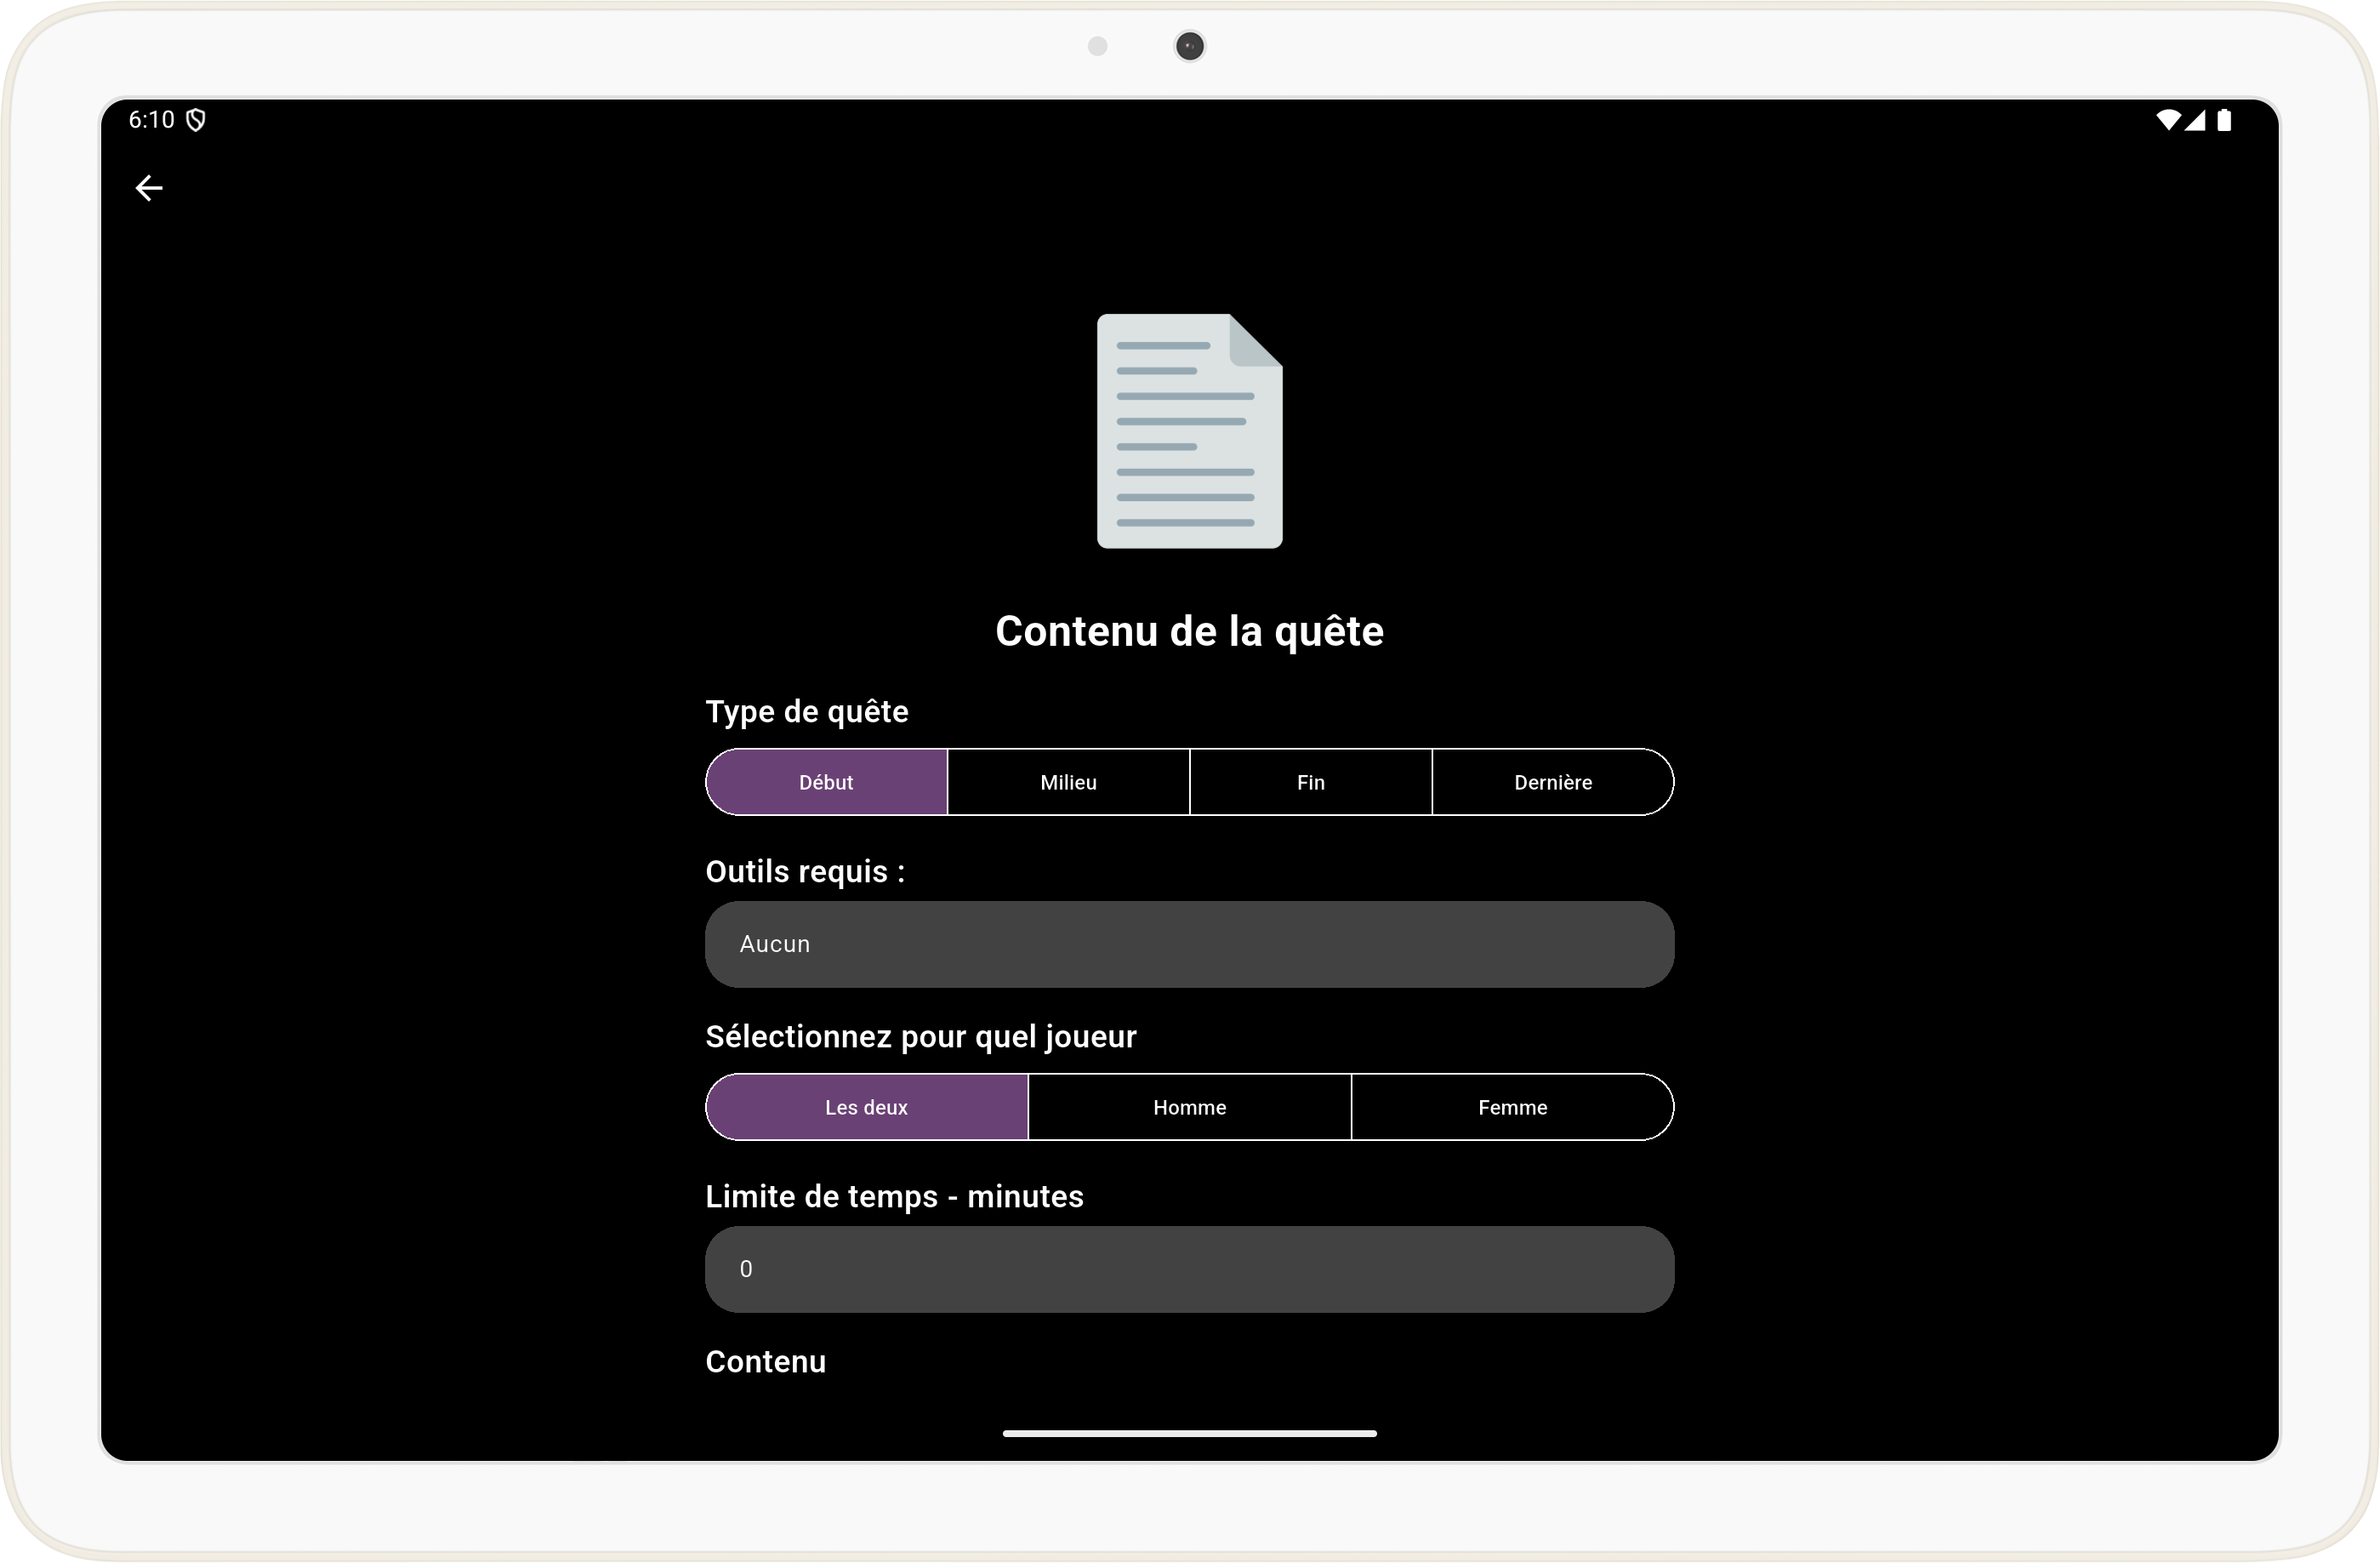 6:10
Contenu de la quête
Type de quête
Début Milieu Fin Dernière
Outils requis :
Aucun
Sélectionnez pour quel joueur
Les deux Homme Femme
Limite de temps - minutes
0
Contenu